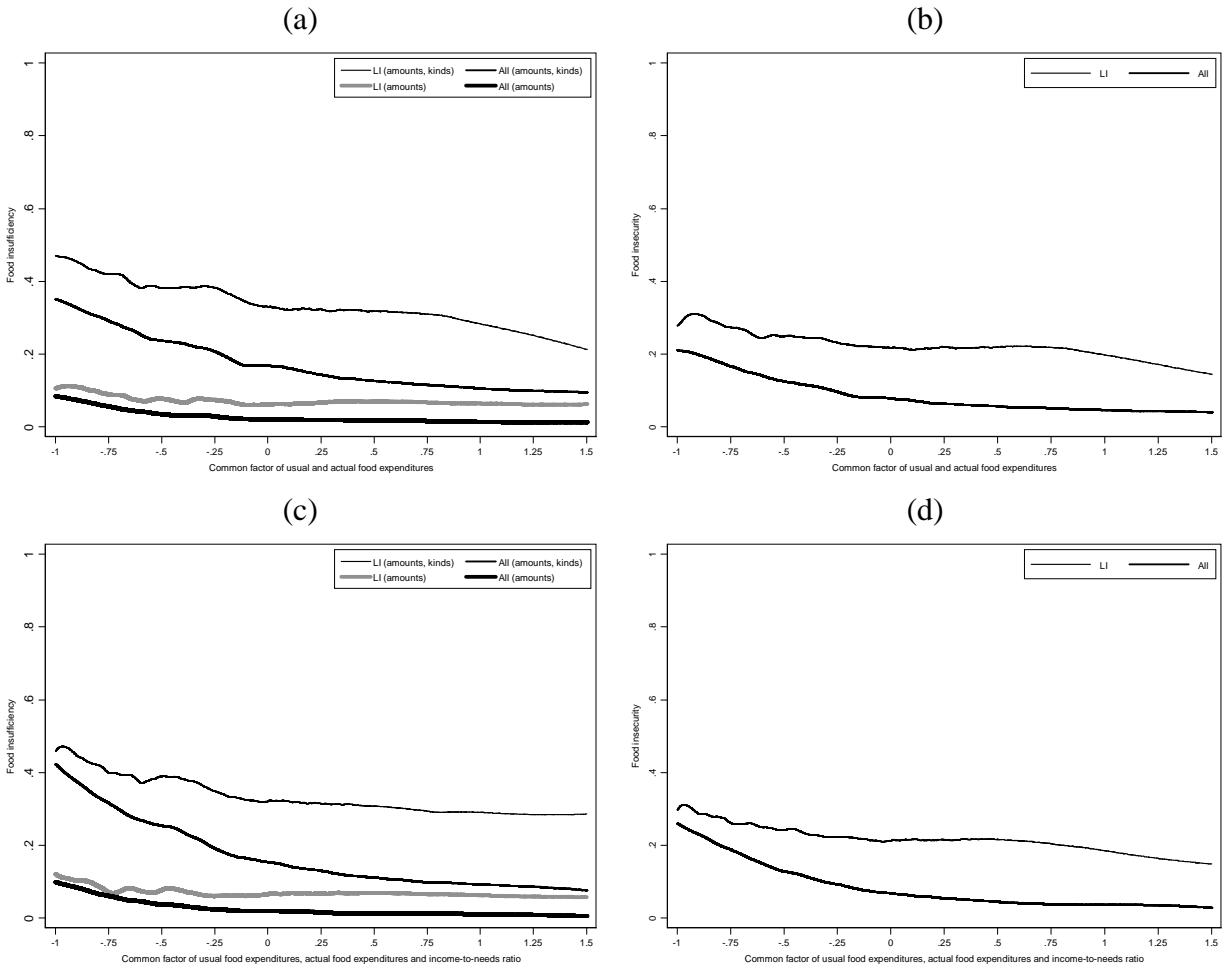 (a)
LI (amounts, kinds) All (amounts, kinds)
LI (amounts) All (amounts)
Food insufficiency
1
.8
.6
.4
.2
0
-1 -.75 -.5 -.25 0 .25 .5 .75 1 1.25 1.5
Common factor of usual and actual food expenditures
(b)
LI All
Food insecurity
1
.8
.6
.4
.2
0
-1 -.75 -.5 -.25 0 .25 .5 .75 1 1.25 1.5
Common factor of usual and actual food expenditures
(c)
LI (amounts, kinds) All (amounts, kinds)
LI (amounts) All (amounts)
Food insufficiency
1
.8
.6
.4
.2
0
-1 -.75 -.5 -.25 0 .25 .5 .75 1 1.25 1.5
Common factor of usual food expenditures, actual food expenditures and income-to-needs ratio
(d)
LI All
Food insecurity
1
.8
.6
.4
.2
0
-1 -.75 -.5 -.25 0 .25 .5 .75 1 1.25 1.5
Common factor of usual food expenditures, actual food expenditures and income-to-needs ratio